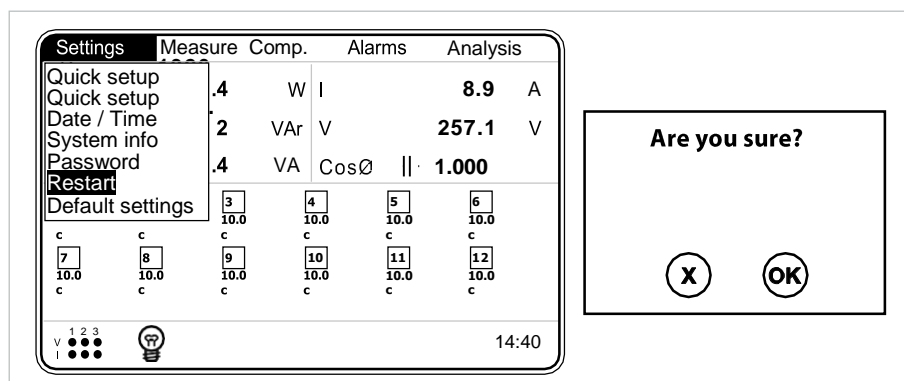 Settings Measure Comp. Alarms Analysis
Quick setup
Quick setup
Date / Time
System info
Password
Restart
Default settings
.4 W I 8.9 A
2 VAr V 257.1 V
.4 VA CosØ 1.000
3 4 5 6
10.0 10.0 10.0 10.0
c c c c c c
7 8 9 10 11 12
10.0 10.0 10.0 10.0 10.0 10.0
c c c c c c
1 2 3
V
I
14:40
Are you sure?
X OK